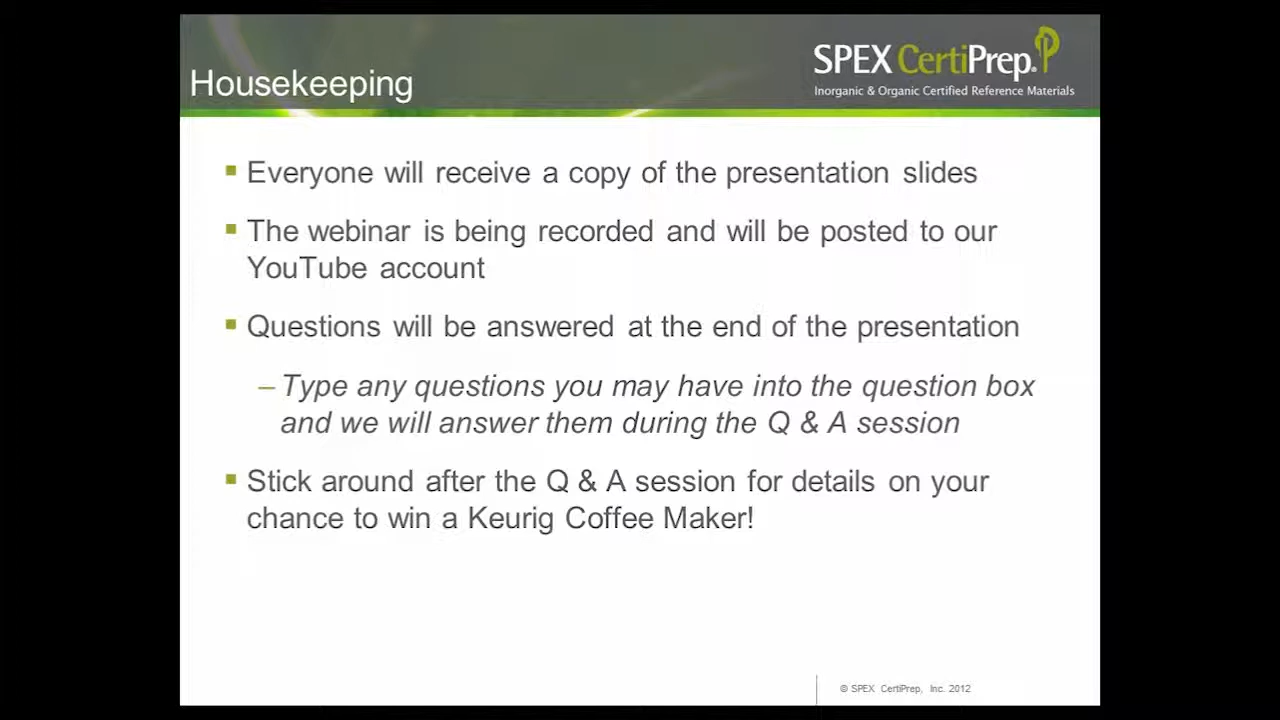 Housekeeping
SPEX CertiPrep.
Inorganic & Organic Certified Reference Materials
Everyone will receive a copy of the presentation slides
The webinar is being recorded and will be posted to our
YouTube account
Questions will be answered at the end of the presentation
– Type any questions you may have into the question box
and we will answer them during the Q & A session
Stick around after the Q & A session for details on your
chance to win a Keurig Coffee Maker!
© SPEX CertiPrep, Inc. 2012